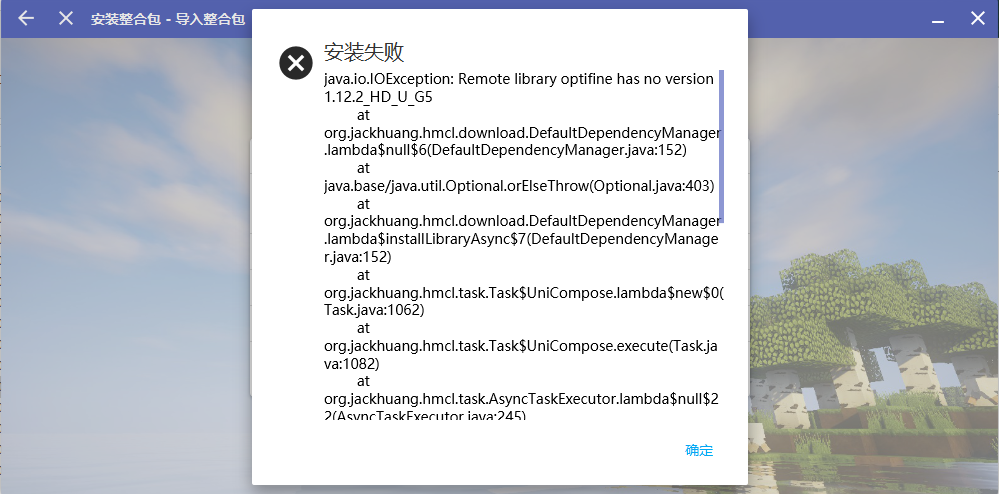 安装整合包 - 导入整合包
安装失败
java.io.IOException: Remote library optifine has no version
1.12.2_HD_U_G5
at
org.jackhuang.hmcl.download.DefaultDependencyManager
.lambda$null$6(DefaultDependencyManager.java:152)
at
java.base/java.util.Optional.orElseThrow(Optional.java:403)
at
org.jackhuang.hmcl.download.DefaultDependencyManager
.lambda$installLibraryAsync$7(DefaultDependencyManage
r.java:152)
at
org.jackhuang.hmcl.task.Task$UniCompose.lambda$new$0(
Task.java:1062)
at
org.jackhuang.hmcl.task.Task$UniCompose.execute(Task.ja
va:1082)
at
org.jackhuang.hmcl.task.AsyncTaskExecutor.lambda$null$2
2(AsyncTaskExecutor.java:245)
确定